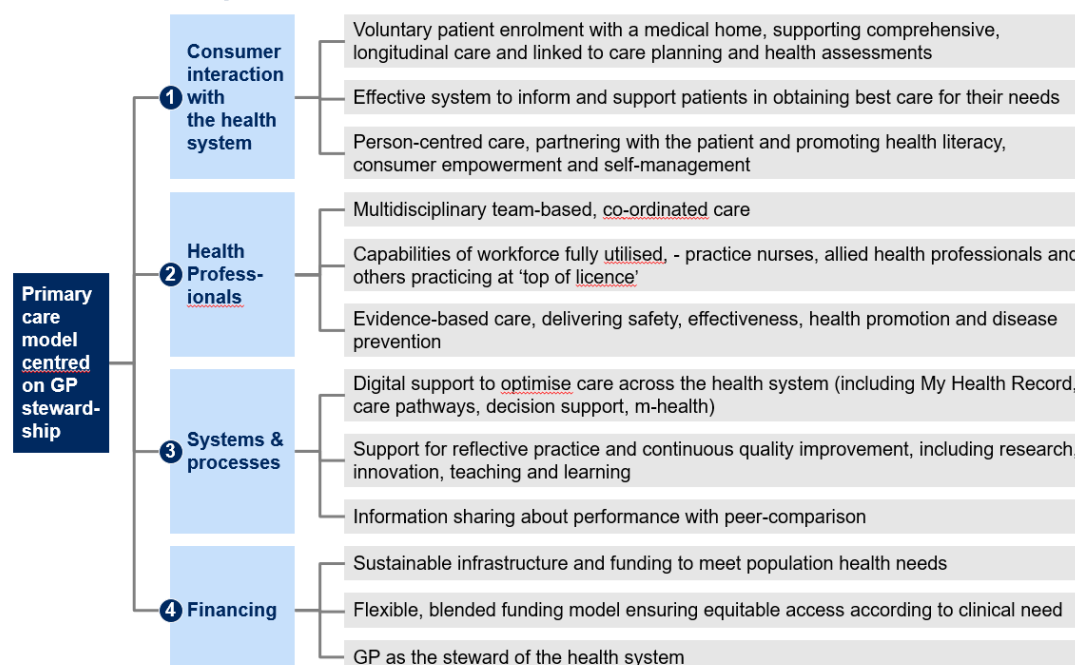 Primary
care
model
centred
on GP
steward-
ship
1
Consumer
interaction
with
the health
system
Voluntary patient enrolment with a medical home, supporting comprehensive,
longitudinal care and linked to care planning and health assessments
Effective system to inform and support patients in obtaining best care for their needs
Person-centred care, partnering with the patient and promoting health literacy,
consumer empowerment and self-management
2
Health
Profess-
ionals
Multidisciplinary team-based, co-ordinated care
Capabilities of workforce fully utilised, - practice nurses, allied health professionals and
others practicing at ‘top of licence’
Evidence-based care, delivering safety, effectiveness, health promotion and disease
prevention
3
Systems &
processes
Digital support to optimise care across the health system (including My Health Record,
care pathways, decision support, m-health)
Support for reflective practice and continuous quality improvement, including research,
innovation, teaching and learning
Information sharing about performance with peer-comparison
4
Financing
Sustainable infrastructure and funding to meet population health needs
Flexible, blended funding model ensuring equitable access according to clinical need
GP as the steward of the health system